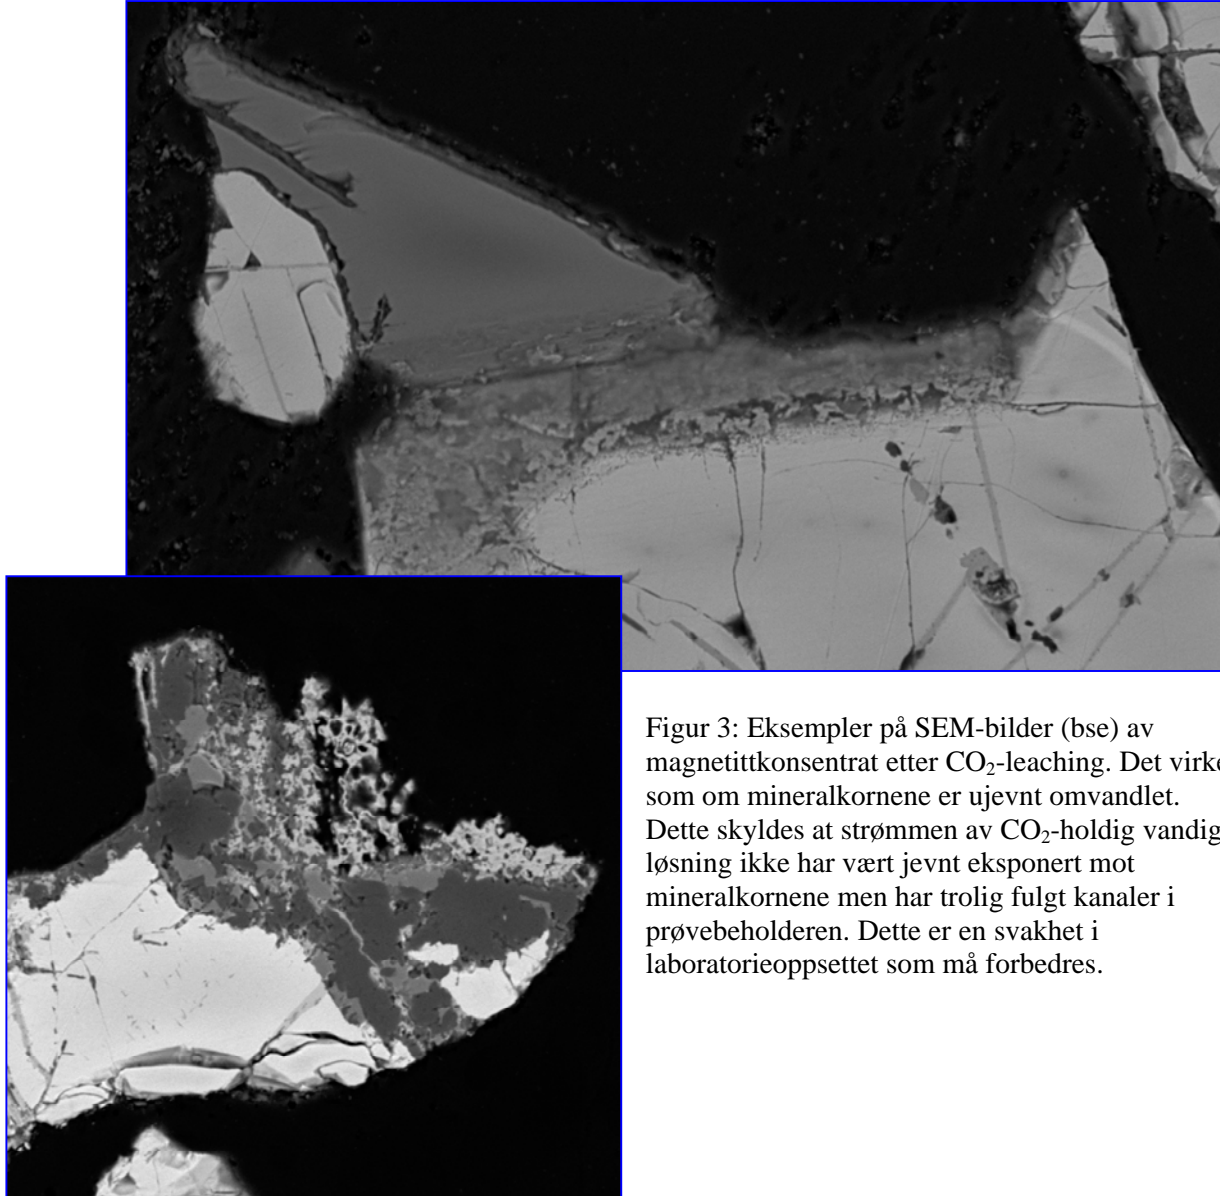 Figur 3: Eksempler på SEM-bilder (bse) av
magnetittkonsentrat etter CO₂-leaching. Det virke
som om mineralkornene er ujevnt omvandlet.
Dette skyldes at strømmen av CO₂-holdig vandig
løsning ikke har vært jevnt eksponert mot
mineralkornene men har trolig fulgt kanaler i
prøvebeholderen. Dette er en svakhet i
laboratorieoppsettet som må forbedres.